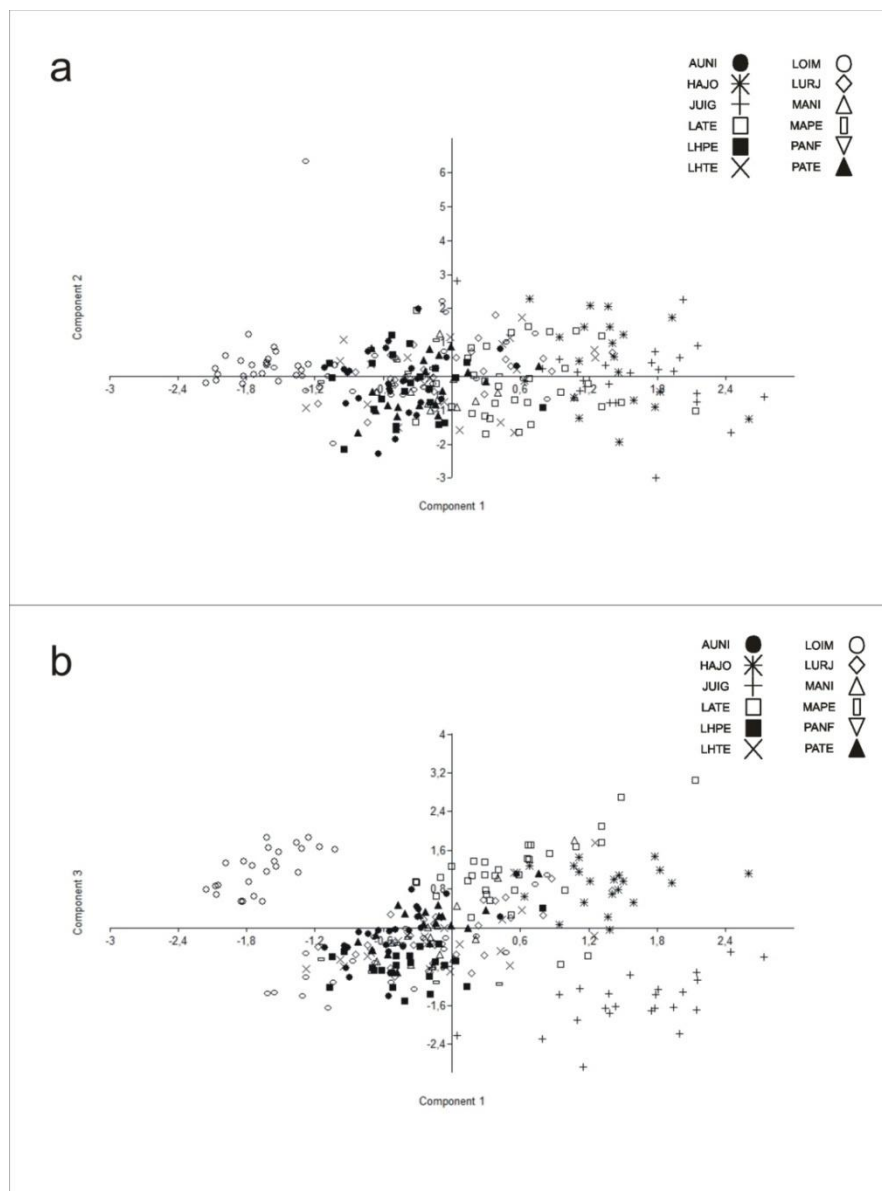 a
AUNI LOIM
HAJO LURJ
JUIG MANI
LATE MAPE
LHPE PANF
LHTE PATE
6
5
4
3
2
Component 2
-3 -2,4 -1,8 -1,2 -0,6 0,6 1,2 1,8 2,4
-1
-2
-3
Component 1
b
AUNI LOIM
HAJO LURJ
JUIG MANI
LATE MAPE
LHPE PANF
LHTE PATE
4
3,2
2,4
1,6
0,8
Component 3
-3 -2,4 -1,8 -1,2 0,6 1,2 1,8 2,4
-1,6
-2,4
Component 1